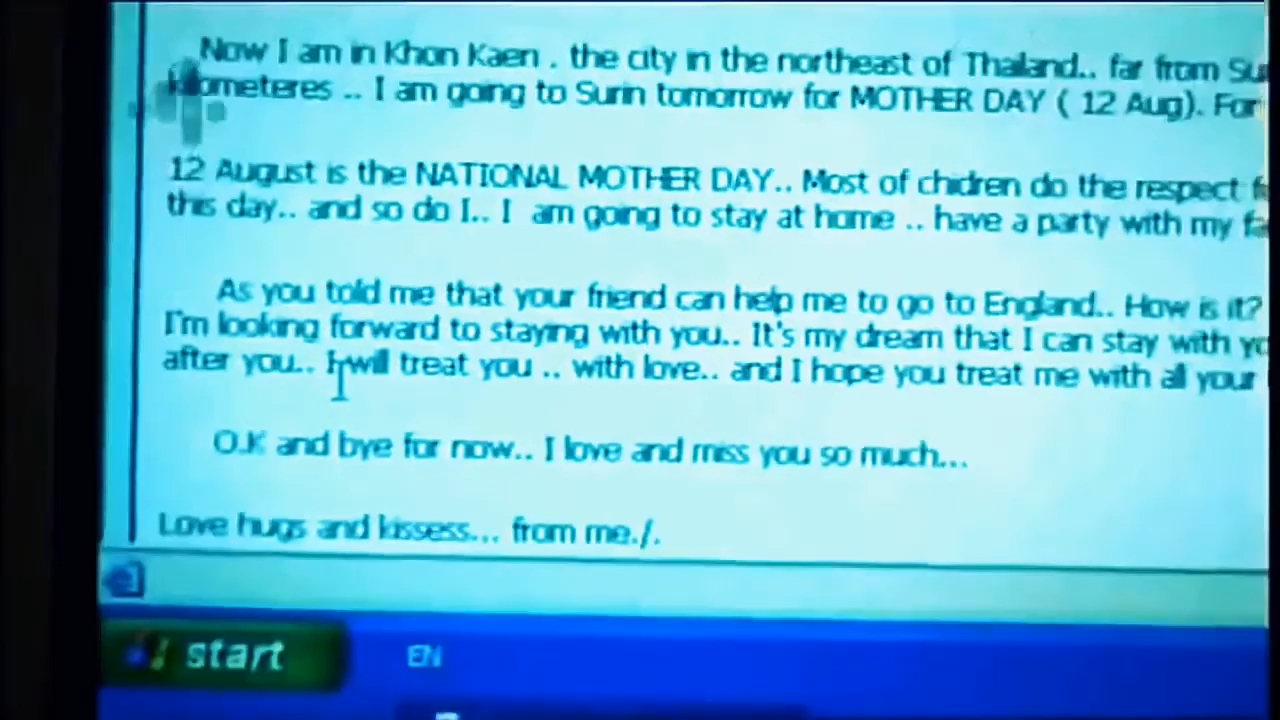 Now I am in Khon Kaen . the city in the northeast of Thailand.. far from
kilometeres .. I am going to Surin tomorrow for MOTHER DAY ( 12 Aug). For
12 August is the NATIONAL MOTHER DAY.. Most of chidren do the respect
this day.. and so do I.. I am going to stay at home .. have a party with my
As you told me that your friend can help me to go to England.. How is it?
I'm looking forward to staying with you.. It's my dream that I can stay with
after you.. I will treat you .. with love.. and I hope you treat me with all your
O.K and bye for now.. I love and miss you so much...
Love hugs and kissess... from me./.
start EN